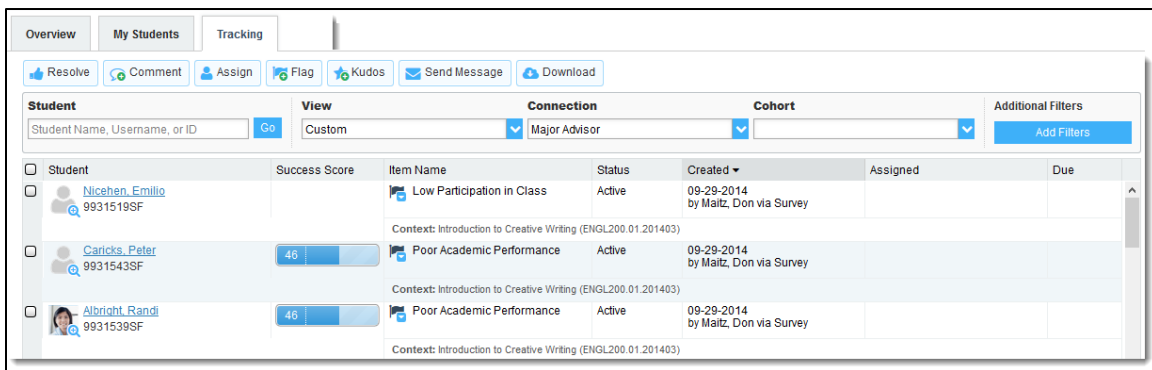 Overview My Students Tracking
Resolve Comment Assign Flag Kudos Send Message Download
Student View Connection Cohort Additional Filters
Student Name, Username, or ID Go Custom Major Advisor Add Filters
Student Success Score Item Name Status Created Assigned Due
Nicehen, Emilio Low Participation in Class Active 09-29-2014
9931519SF by Maitz, Don via Survey
Context: Introduction to Creative Writing (ENGL200.01.201403)
Caricks, Peter 46 Poor Academic Performance Active 09-29-2014
9931543SF by Maitz, Don via Survey
Context: Introduction to Creative Writing (ENGL200.01.201403)
Albright, Randi 46 Poor Academic Performance Active 09-29-2014
9931539SF by Maitz, Don via Survey
Context: Introduction to Creative Writing (ENGL200.01.201403)